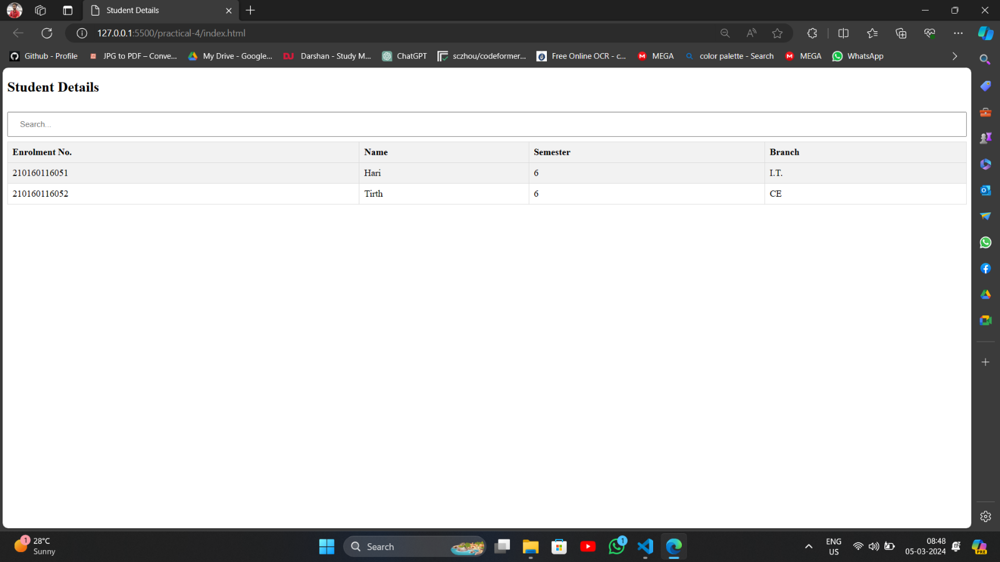 Student Details
127.0.0.1:5500/practical-4/index.html
Github - Profile JPG to PDF – Conve... My Drive - Google... DU Darshan - Study M... ChatGPT sczhou/codeformer... Free Online OCR - c... M MEGA color palette - Search M MEGA WhatsApp
Student Details
Search...
Enrolment No. Name Semester Branch
210160116051 Hari 6 I.T.
210160116052 Tirth 6 CE
1 28°C
Sunny
Search
1
ENG
US
08:48
05-03-2024
PRE